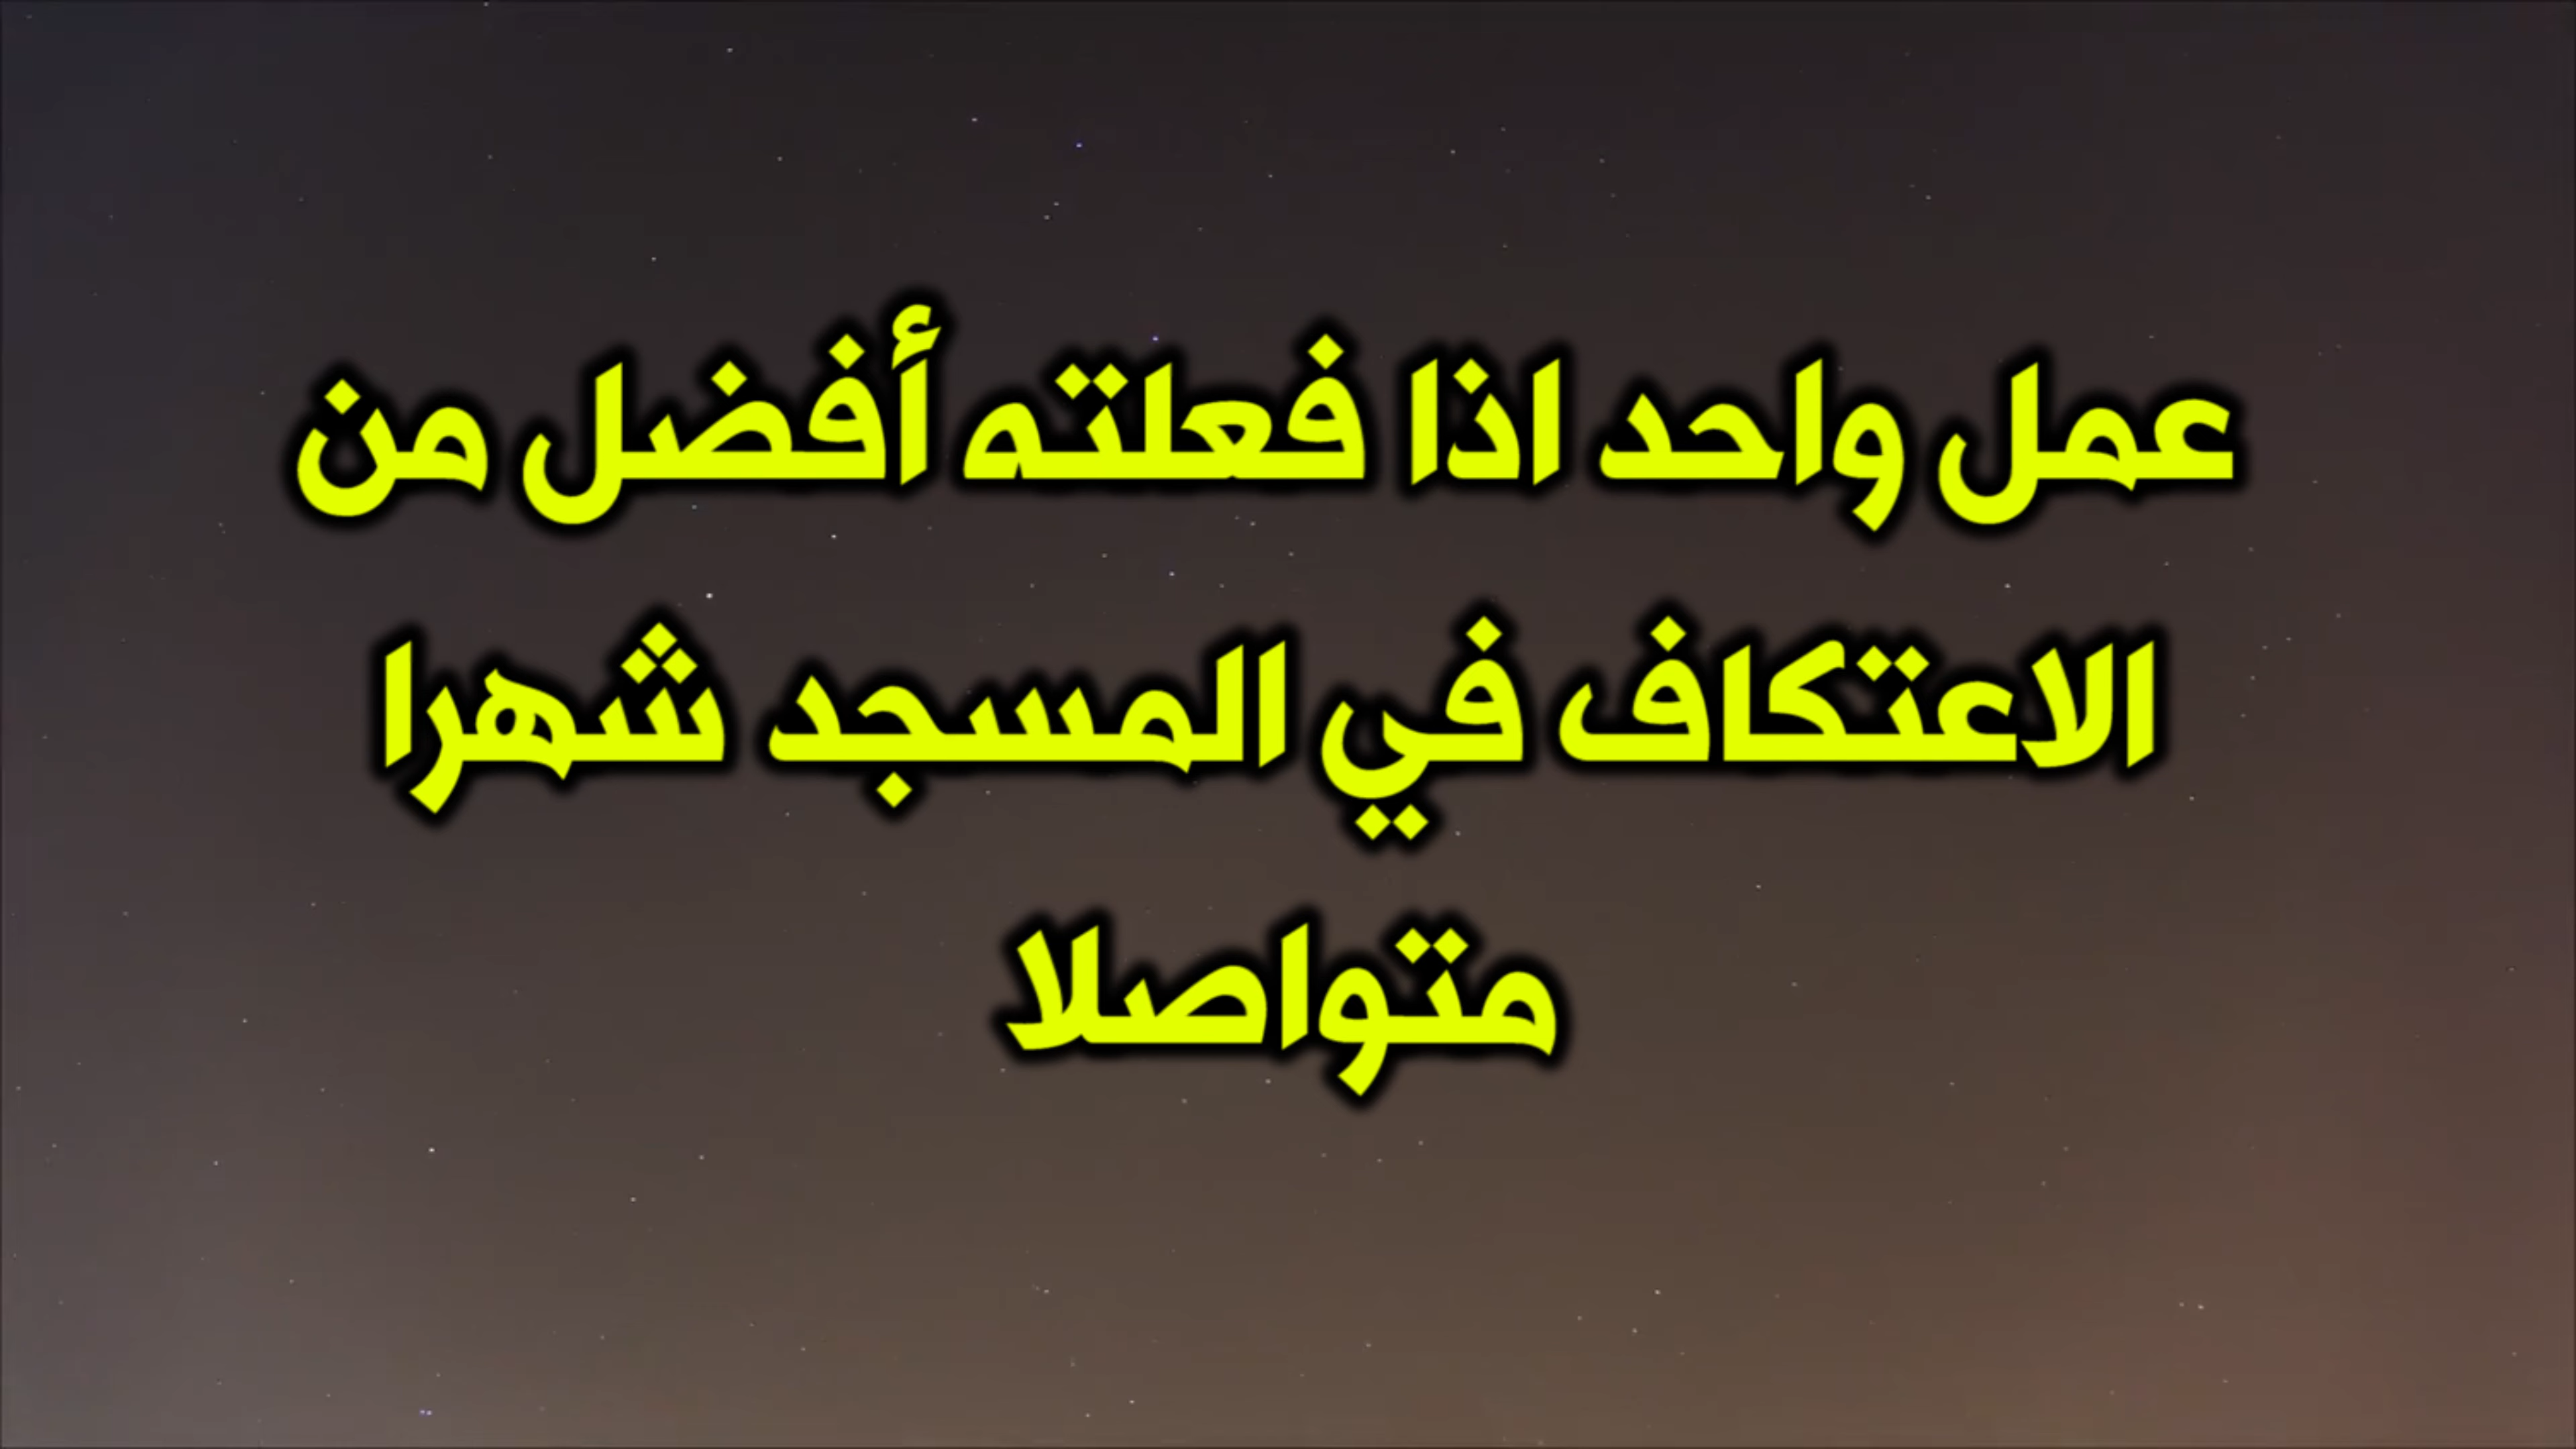 عمل واحد اذا فعلته أفضل من
الاعتكاف في المسجد شهرا
متواصلا